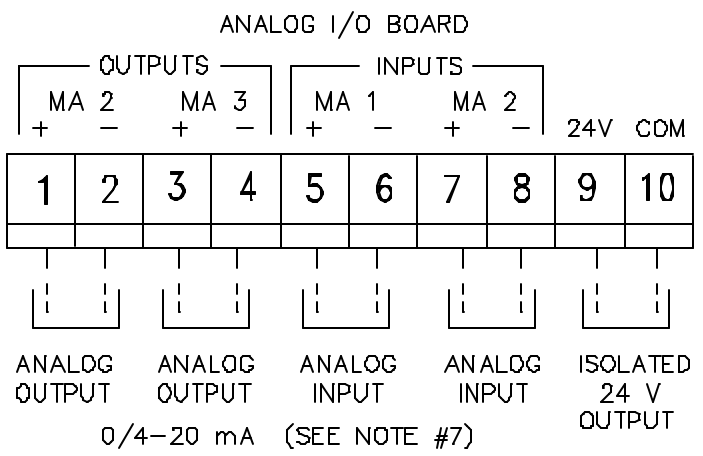 ANALOG I/O BOARD
OUTPUTS INPUTS
MA 2 MA 3 MA 1 MA 2
+ − + − + − + − 24V COM
1 2 3 4 5 6 7 8 9 10
ANALOG ANALOG ANALOG ANALOG ISOLATED
OUTPUT OUTPUT INPUT INPUT 24 V
OUTPUT
0/4−20 mA (SEE NOTE #7)